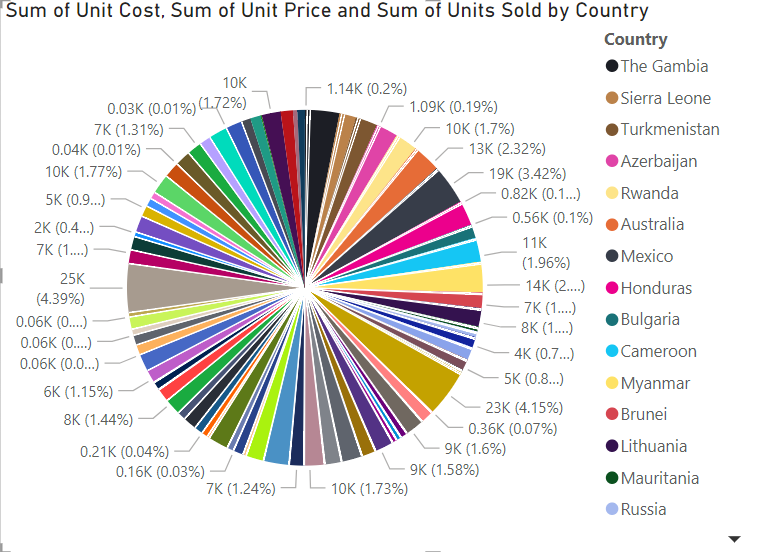 Sum of Unit Cost, Sum of Unit Price and Sum of Units Sold by Country
Country
The Gambia
Sierra Leone
Turkmenistan
Azerbaijan
Rwanda
Australia
Mexico
Honduras
Bulgaria
Cameroon
Myanmar
Brunei
Lithuania
Mauritania
Russia
1.14K (0.2%)
1.09K (0.19%)
10K (1.7%)
13K (2.32%)
19K (3.42%)
0.82K (0.1...)
0.56K (0.1%)
11K
(1.96%)
14K (2....)
7K (1....)
8K (1....)
4K (0.7...)
5K (0.8...)
23K (4.15%)
0.36K (0.07%)
9K (1.6%)
9K (1.58%)
10K (1.73%)
7K (1.24%)
0.16K (0.03%)
0.21K (0.04%)
8K (1.44%)
6K (1.15%)
0.06K (0.0...)
0.06K (0....)
0.06K (0....)
25K
(4.39%)
7K (1....)
2K (0.4...)
5K (0.9...)
10K (1.77%)
0.04K (0.01%)
7K (1.31%)
0.03K (0.01%)
10K
(1.72%)